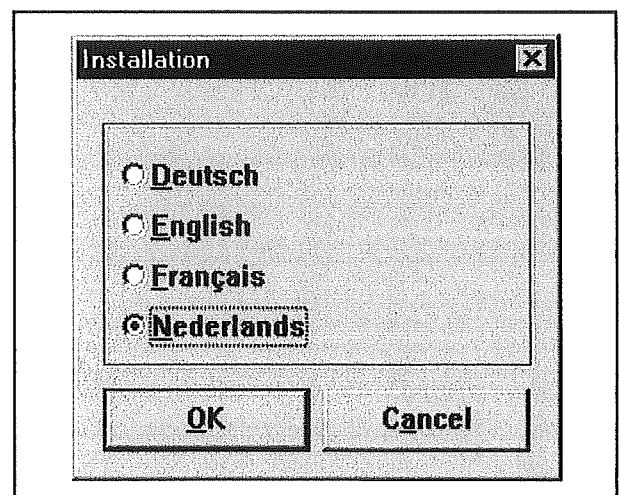 Installation
Deutsch
English
Français
Nederlands
OK Cancel